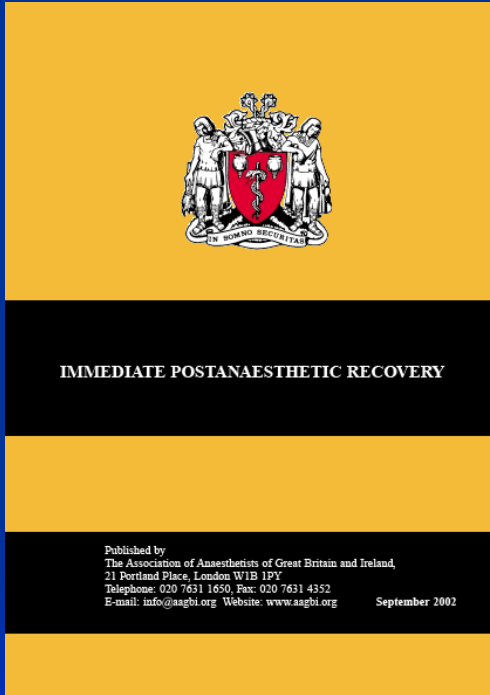 IN SOMNO SECURITAS
IMMEDIATE POSTANAESTHETIC RECOVERY
Published by
The Association of Anaesthetists of Great Britain and Ireland,
21 Portland Place, London W1B 1PY
Telephone: 020 7631 1650, Fax: 020 7631 4352
E-mail: info@aagbi.org Website: www.aagbi.org September 2002